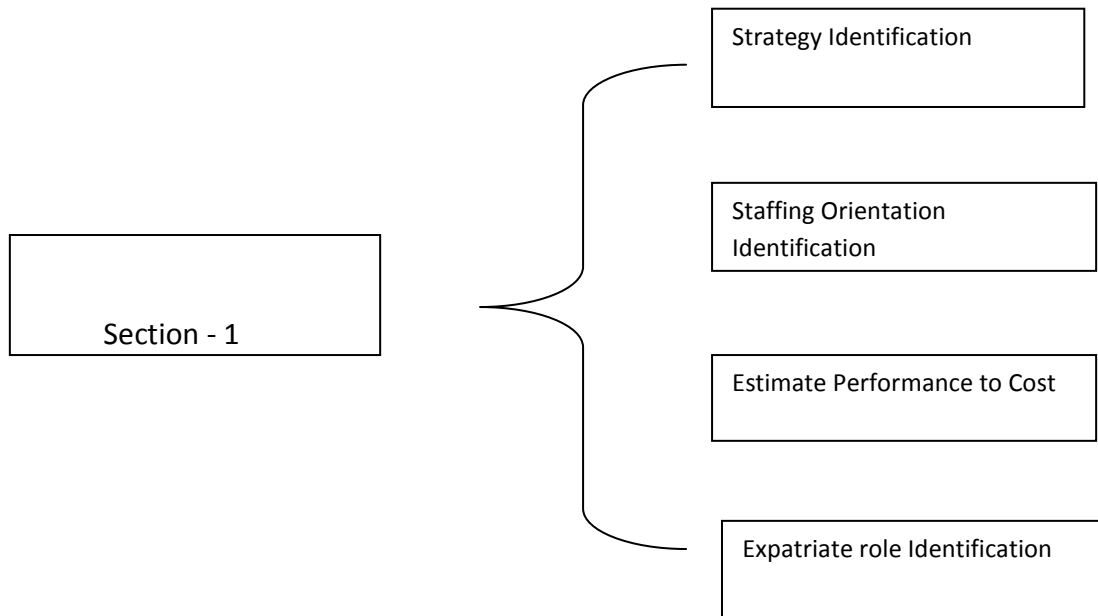 Strategy Identification
Staffing Orientation
Identification
Section - 1
Estimate Performance to Cost
Expatriate role Identification